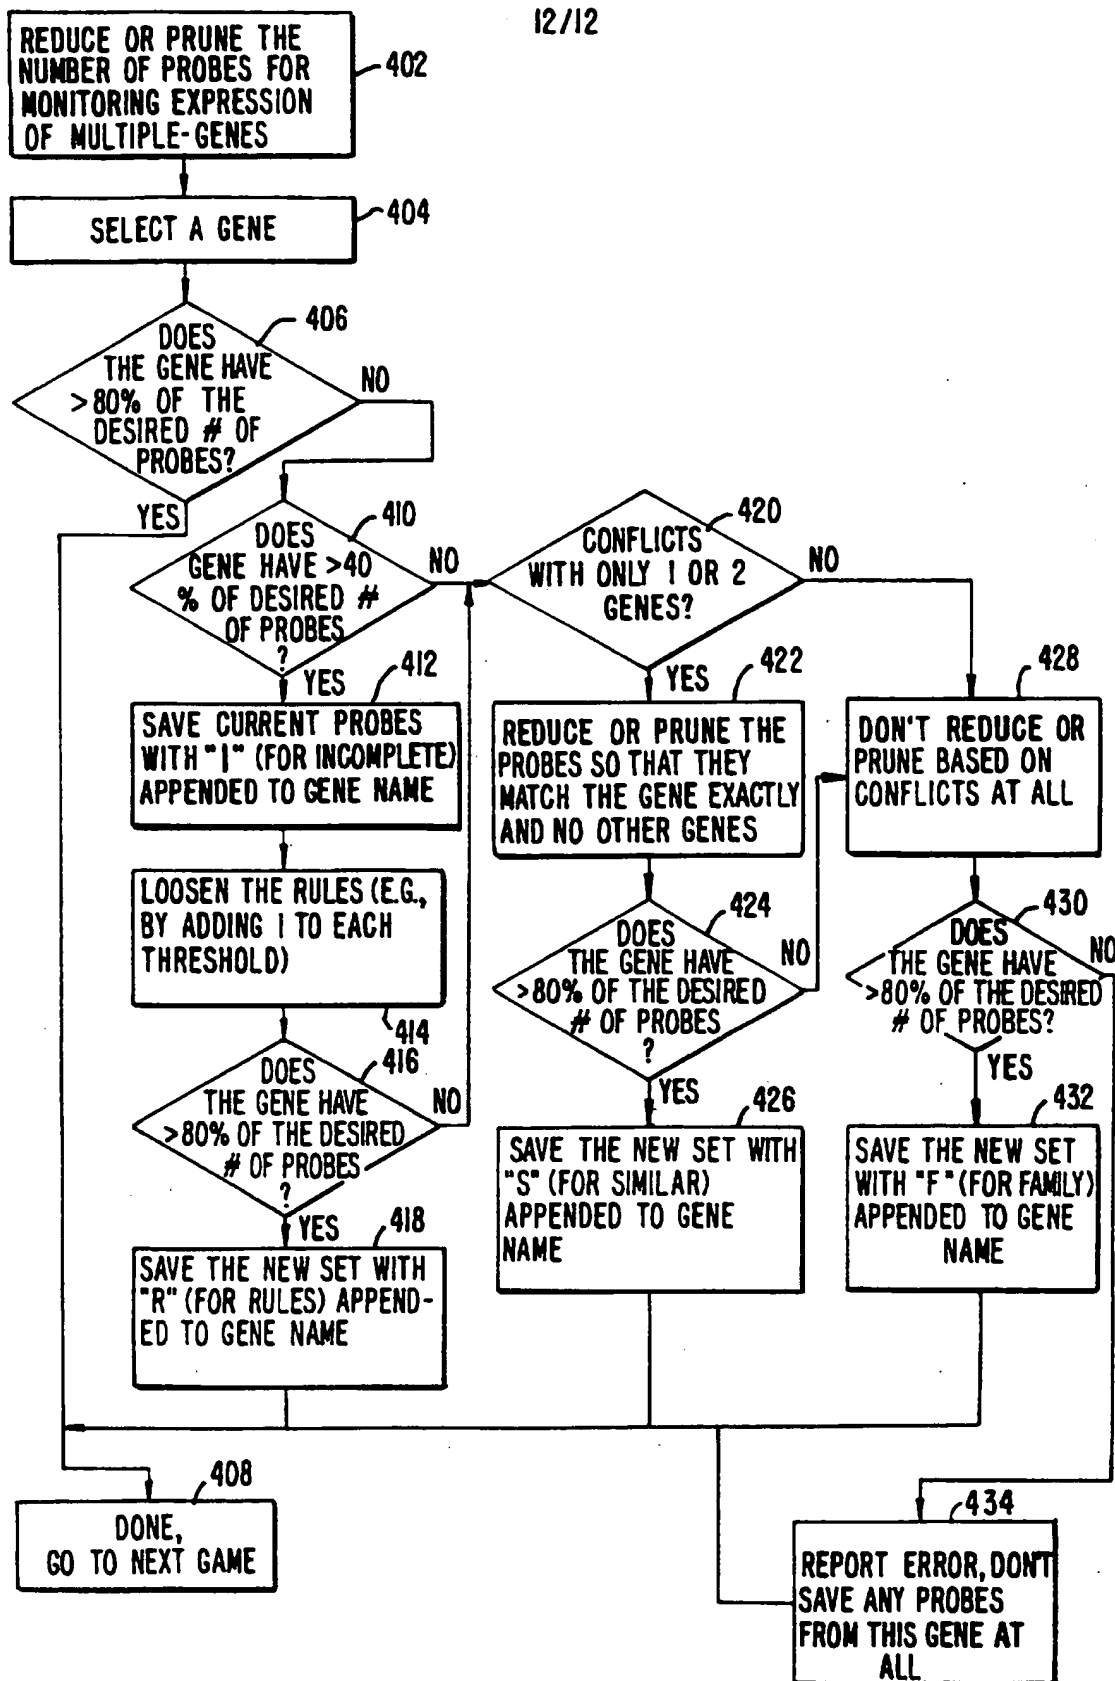 12/12
REDUCE OR PRUNE THE
NUMBER OF PROBES FOR
MONITORING EXPRESSION
OF MULTIPLE-GENES
402
SELECT A GENE
404
DOES
THE GENE HAVE
>80% OF THE
DESIRED # OF
PROBES?
406
NO
YES
DOES
GENE HAVE >40
% OF DESIRED #
OF PROBES
?
410
NO
YES
CONFLICTS
WITH ONLY 1 OR 2
GENES?
420
NO
YES
SAVE CURRENT PROBES
WITH "I" (FOR INCOMPLETE)
APPENDED TO GENE NAME
412
REDUCE OR PRUNE THE
PROBES SO THAT THEY
MATCH THE GENE EXACTLY
AND NO OTHER GENES
422
DON'T REDUCE OR
PRUNE BASED ON
CONFLICTS AT ALL
428
LOOSEN THE RULES (E.G.,
BY ADDING 1 TO EACH
THRESHOLD)
414
DOES
THE GENE HAVE
>80% OF THE DESIRED
# OF PROBES
?
424
NO
YES
DOES
THE GENE HAVE
>80% OF THE DESIRED
# OF PROBES?
430
NO
YES
DOES
THE GENE HAVE
>80% OF THE DESIRED
# OF PROBES
?
416
NO
YES
SAVE THE NEW SET WITH
"S" (FOR SIMILAR)
APPENDED TO GENE
NAME
426
SAVE THE NEW SET
WITH "F" (FOR FAMILY)
APPENDED TO GENE
NAME
432
SAVE THE NEW SET WITH
"R" (FOR RULES) APPEND-
ED TO GENE NAME
418
DONE,
GO TO NEXT GAME
408
REPORT ERROR, DON'T
SAVE ANY PROBES
FROM THIS GENE AT
ALL
434